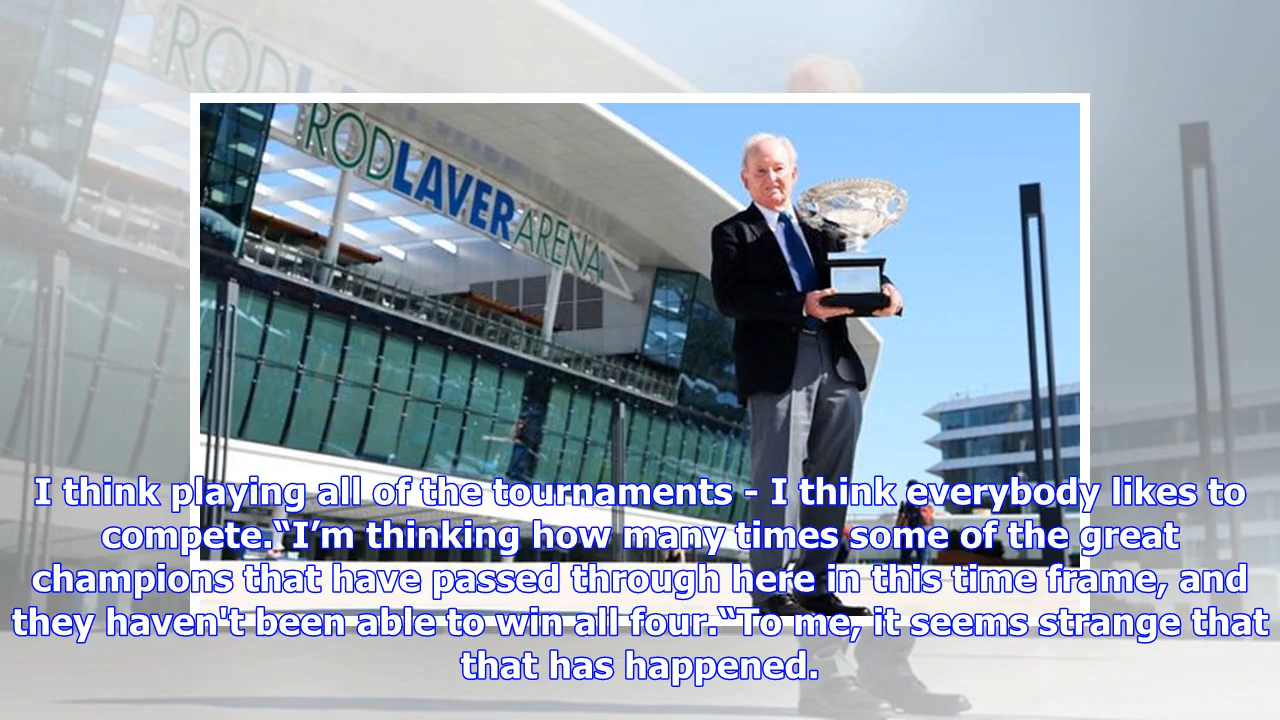 ROD LAVER ARENA
ROD
I think playing all of the tournaments - I think everybody likes to
compete.“I’m thinking how many times some of the great
champions that have passed through here in this time frame, and
they haven't been able to win all four.“To me, it seems strange that
that has happened.